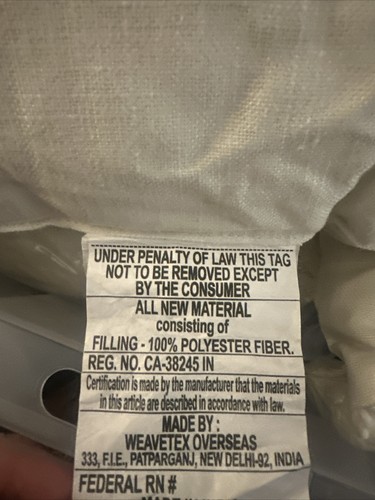 UNDER PENALTY OF LAW THIS TAG
NOT TO BE REMOVED EXCEPT
BY THE CONSUMER
ALL NEW MATERIAL
consisting of
FILLING - 100% POLYESTER FIBER.
REG. NO. CA-38245 IN
Certification is made by the manufacturer that the materials
in this article are described in accordance with law.
MADE BY :
WEAVETEX OVERSEAS
333, F.I.E., PATPARGANJ, NEW DELHI-92, INDIA
FEDERAL RN #